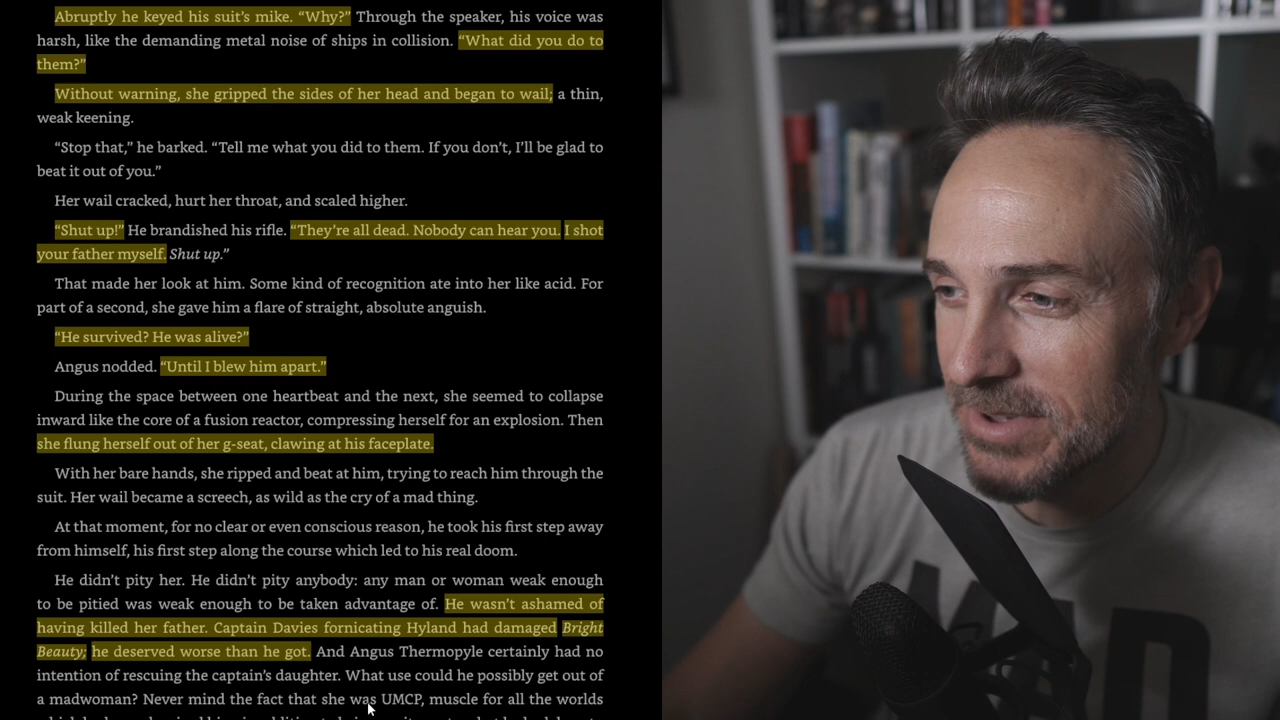 Abruptly he keyed his suit’s mike. “Why?” Through the speaker, his voice was
harsh, like the demanding metal noise of ships in collision. “What did you do to
them?”
Without warning, she gripped the sides of her head and began to wail; a thin,
weak keening.
“Stop that,” he barked. “Tell me what you did to them. If you don’t, I’ll be glad to
beat it out of you.”
Her wail cracked, hurt her throat, and scaled higher.
“Shut up!” He brandished his rifle. “They’re all dead. Nobody can hear you. I shot
your father myself. Shut up.”
That made her look at him. Some kind of recognition ate into her like acid. For
part of a second, she gave him a flare of straight, absolute anguish.
“He survived? He was alive?”
Angus nodded. “Until I blew him apart.”
During the space between one heartbeat and the next, she seemed to collapse
inward like the core of a fusion reactor, compressing herself for an explosion. Then
she flung herself out of her g-seat, clawing at his faceplate.
With her bare hands, she ripped and beat at him, trying to reach him through the
suit. Her wail became a screech, as wild as the cry of a mad thing.
At that moment, for no clear or even conscious reason, he took his first step away
from himself, his first step along the course which led to his real doom.
He didn’t pity her. He didn’t pity anybody: any man or woman weak enough
to be pitied was weak enough to be taken advantage of. He wasn’t ashamed of
having killed her father. Captain Davies fornicating Hyland had damaged Bright
Beauty; he deserved worse than he got. And Angus Thermopyle certainly had no
intention of rescuing the captain’s daughter. What use could he possibly get out of
a madwoman? Never mind the fact that she was UMCP, muscle for all the worlds